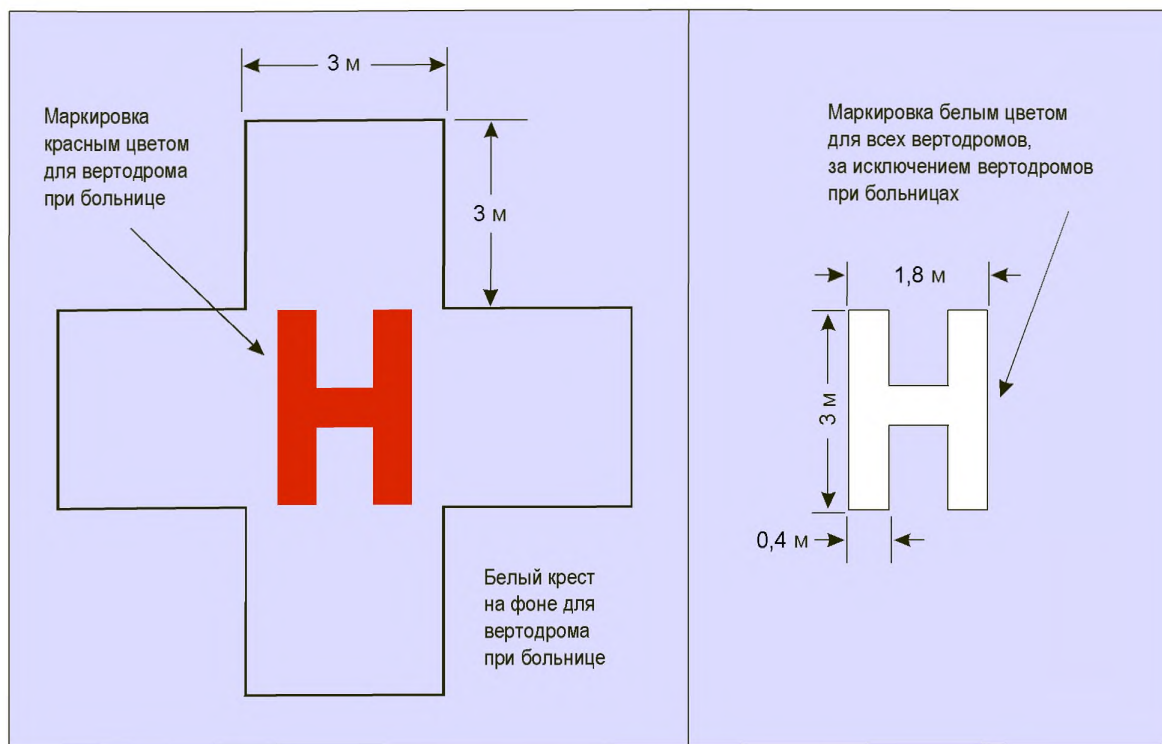 3 м
Маркировка
красным цветом
для вертодрома
при больнице
3 м
H
Белый крест
на фоне для
вертодрома
при больнице
Маркировка белым цветом
для всех вертодромов,
за исключением вертодромов
при больницах
1,8 м
3 м
H
0,4 м